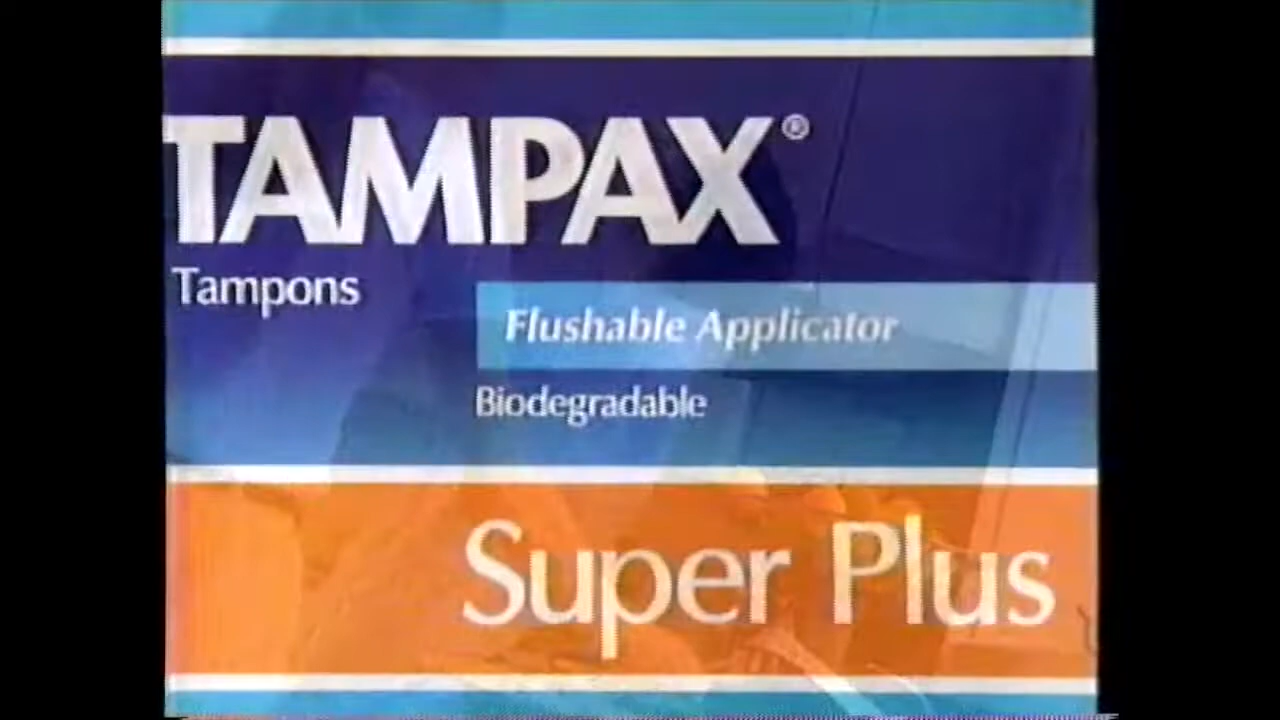 TAMPAX®
Tampons
Flushable Applicator
Biodegradable
Super Plus